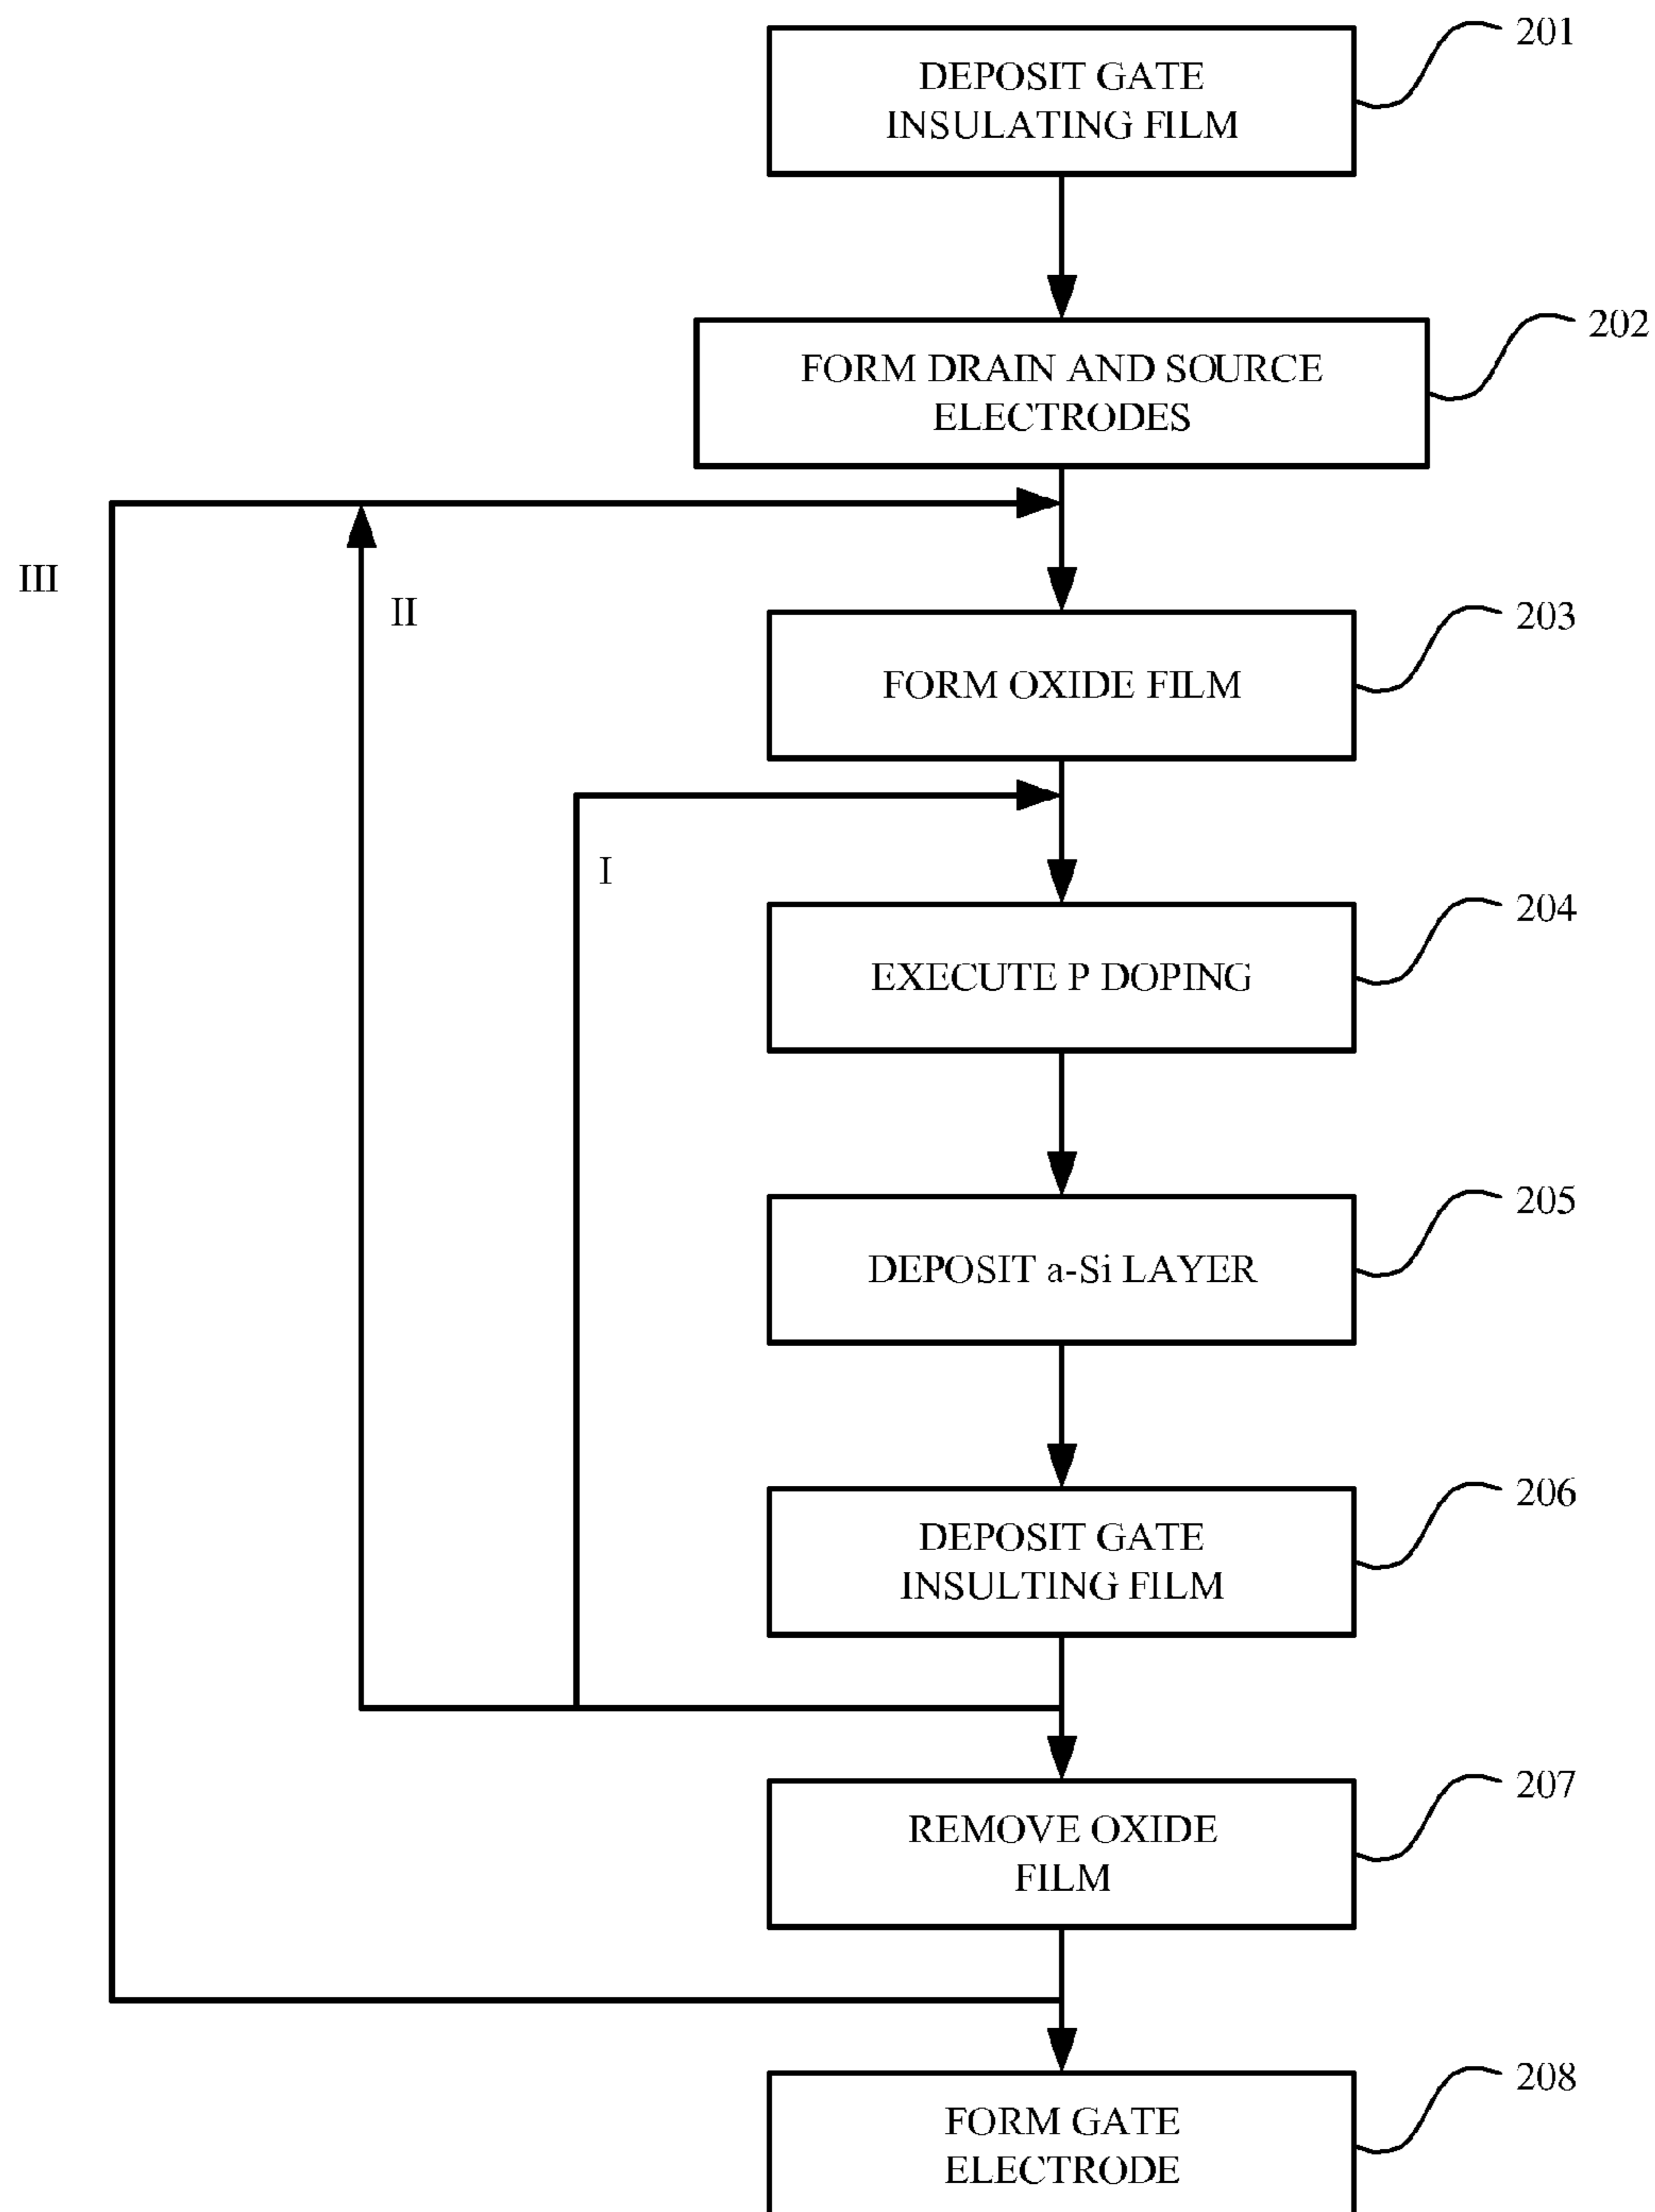 201
DEPOSIT GATE
INSULATING FILM
202
FORM DRAIN AND SOURCE
ELECTRODES
III
II
203
FORM OXIDE FILM
I
204
EXECUTE P DOPING
205
DEPOSIT a-Si LAYER
206
DEPOSIT GATE
INSULTING FILM
207
REMOVE OXIDE
FILM
208
FORM GATE
ELECTRODE